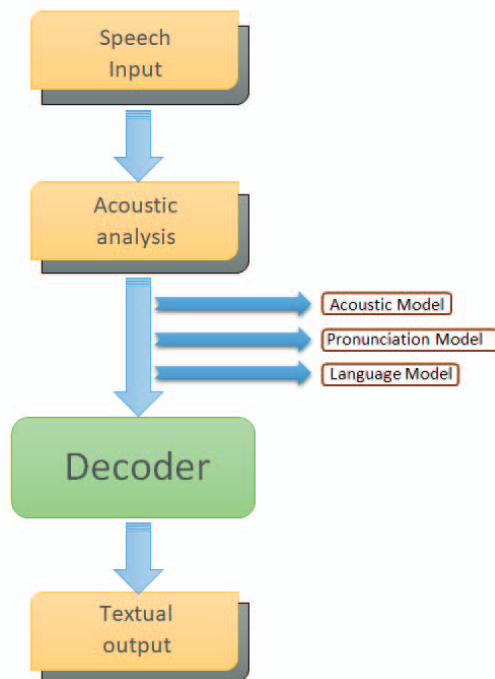 Speech
Input
Acoustic
analysis
Acoustic Model
Pronunciation Model
Language Model
Decoder
Textual
output